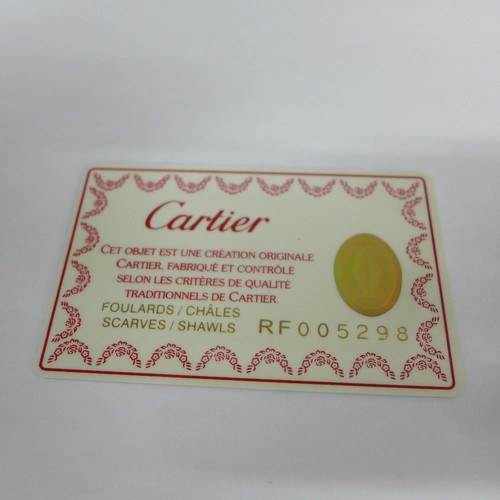 Cartier
CET OBJET EST UNE CRÉATION ORIGINALE
CARTIER, FABRIQUÉ ET CONTRÔLÉ
SELON LES CRITÈRES DE QUALITÉ
TRADITIONNELS DE CARTIER.
FOULARDS / CHÂLES
SCARVES / SHAWLS RF005298